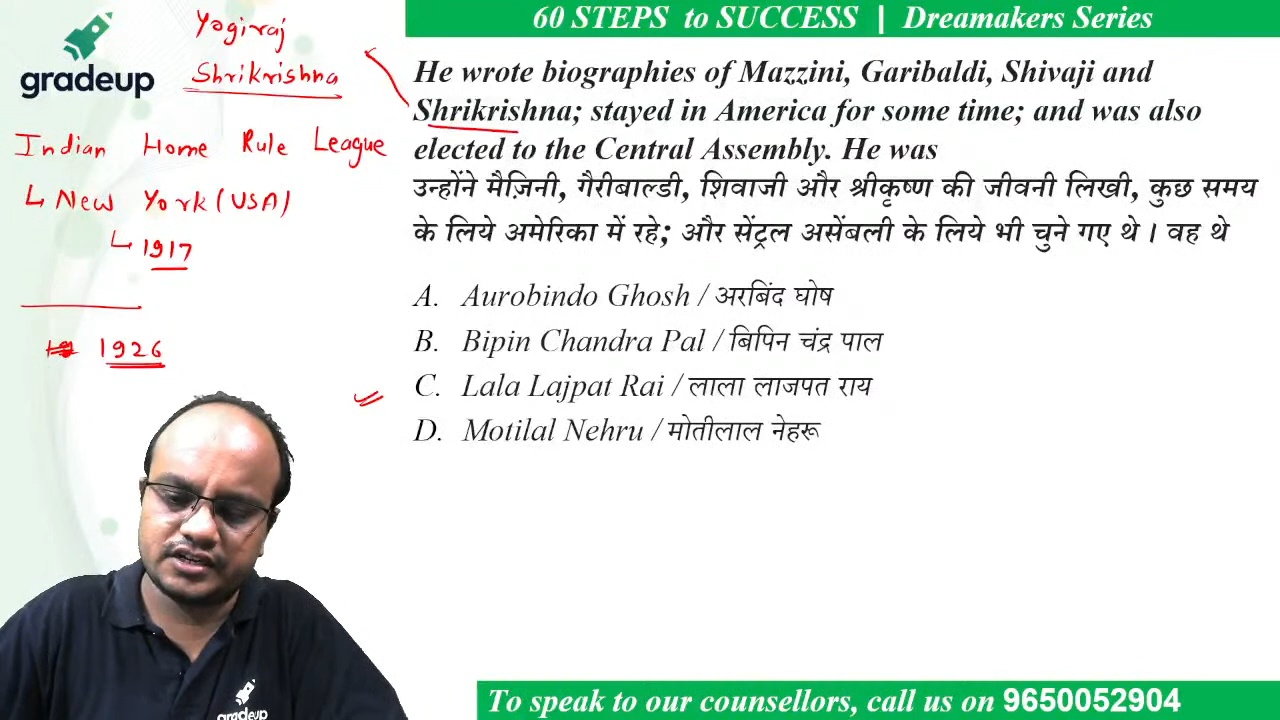 60 STEPS to SUCCESS | Dreamakers Series
gradeup
Yogiraj
Shrikrishna
Indian Home Rule League
↳ New York (USA)
↳ 1917
1926
He wrote biographies of Mazzini, Garibaldi, Shivaji and
Shrikrishna; stayed in America for some time; and was also
elected to the Central Assembly. He was
उन्होंने मैज़िनी, गैरीबाल्डी, शिवाजी और श्रीकृष्ण की जीवनी लिखी, कुछ समय
के लिये अमेरिका में रहे; और सेंट्रल असेंबली के लिये भी चुने गए थे । वह थे
A. Aurobindo Ghosh / अरबिंद घोष
B. Bipin Chandra Pal / बिपिन चंद्र पाल
C. Lala Lajpat Rai / लाला लाजपत राय
D. Motilal Nehru / मोतीलाल नेहरू
gradeup
To speak to our counsellors, call us on 9650052904